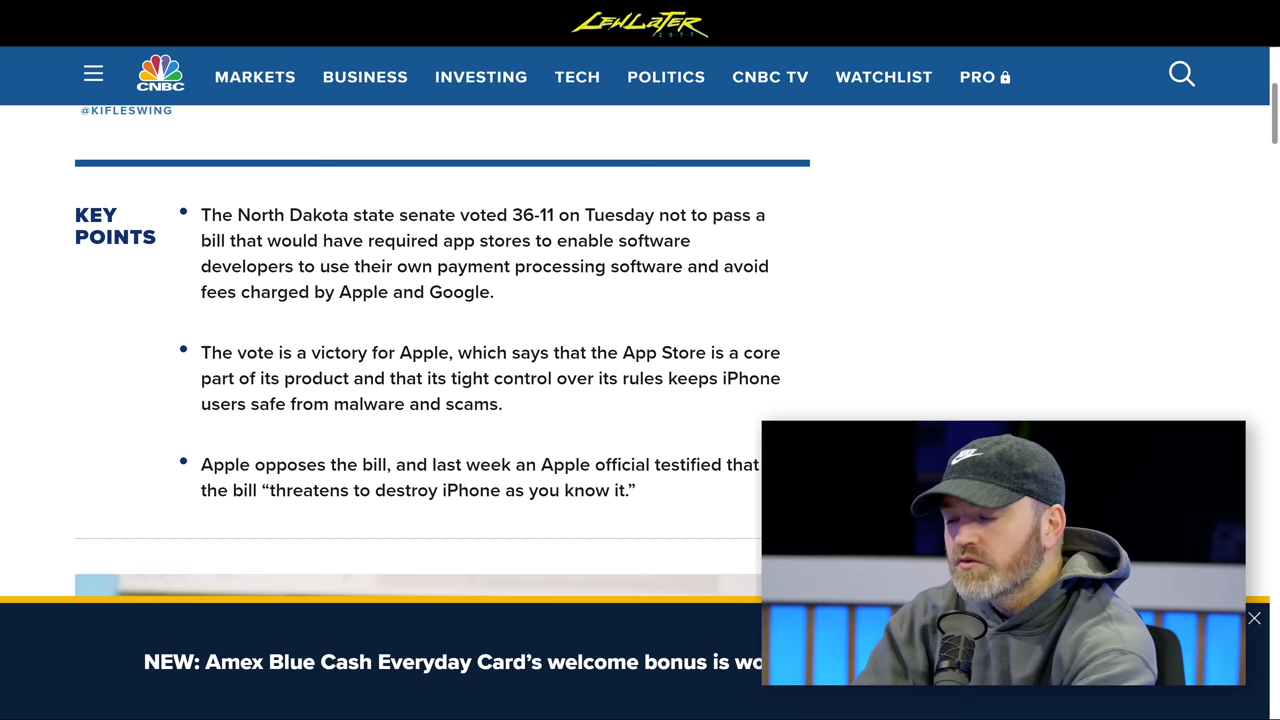 LEWLATER
2077
CNBC
MARKETS BUSINESS INVESTING TECH POLITICS CNBC TV WATCHLIST PRO
@KIFLESWING
KEY
POINTS
• The North Dakota state senate voted 36-11 on Tuesday not to pass a
bill that would have required app stores to enable software
developers to use their own payment processing software and avoid
fees charged by Apple and Google.
• The vote is a victory for Apple, which says that the App Store is a core
part of its product and that its tight control over its rules keeps iPhone
users safe from malware and scams.
• Apple opposes the bill, and last week an Apple official testified that
the bill “threatens to destroy iPhone as you know it.”
NEW: Amex Blue Cash Everyday Card’s welcome bonus is wo